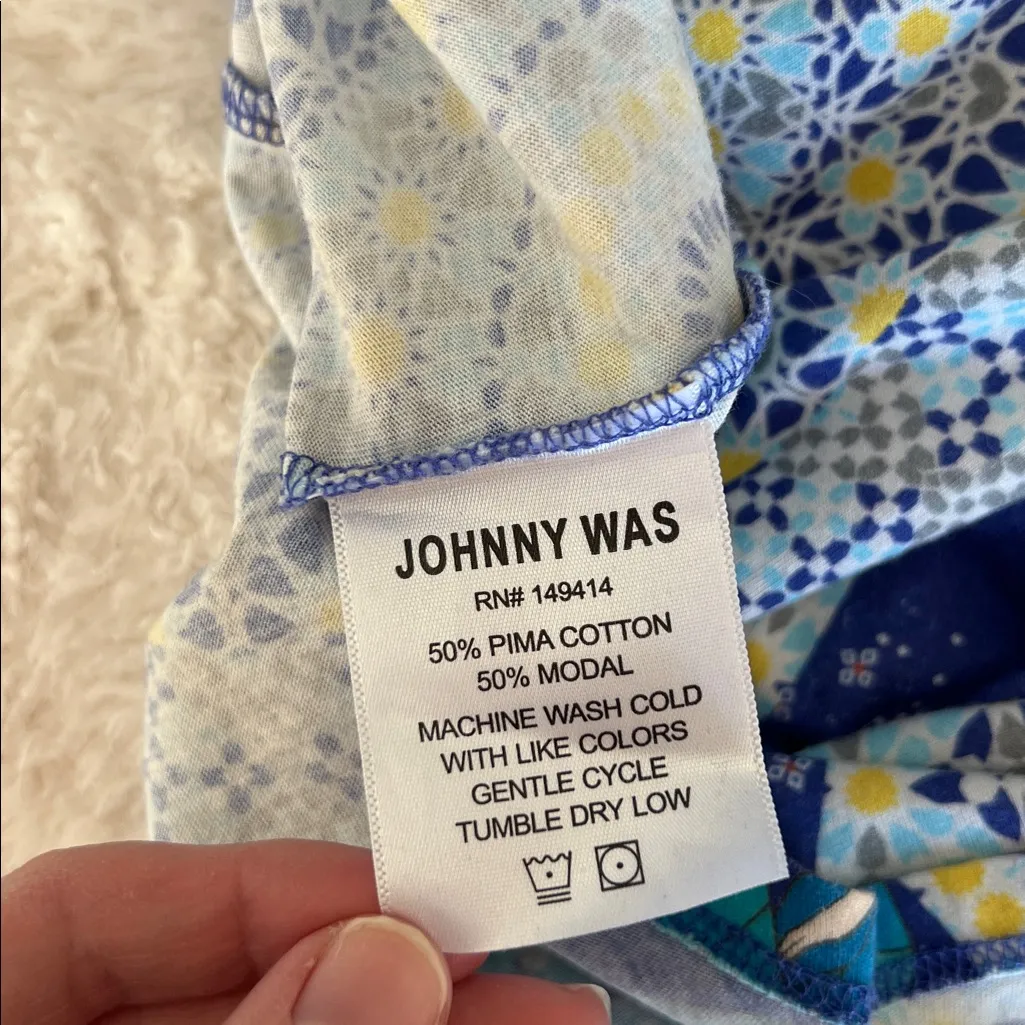 JOHNNY WAS
RN# 149414
50% PIMA COTTON
50% MODAL
MACHINE WASH COLD
WITH LIKE COLORS
GENTLE CYCLE
TUMBLE DRY LOW